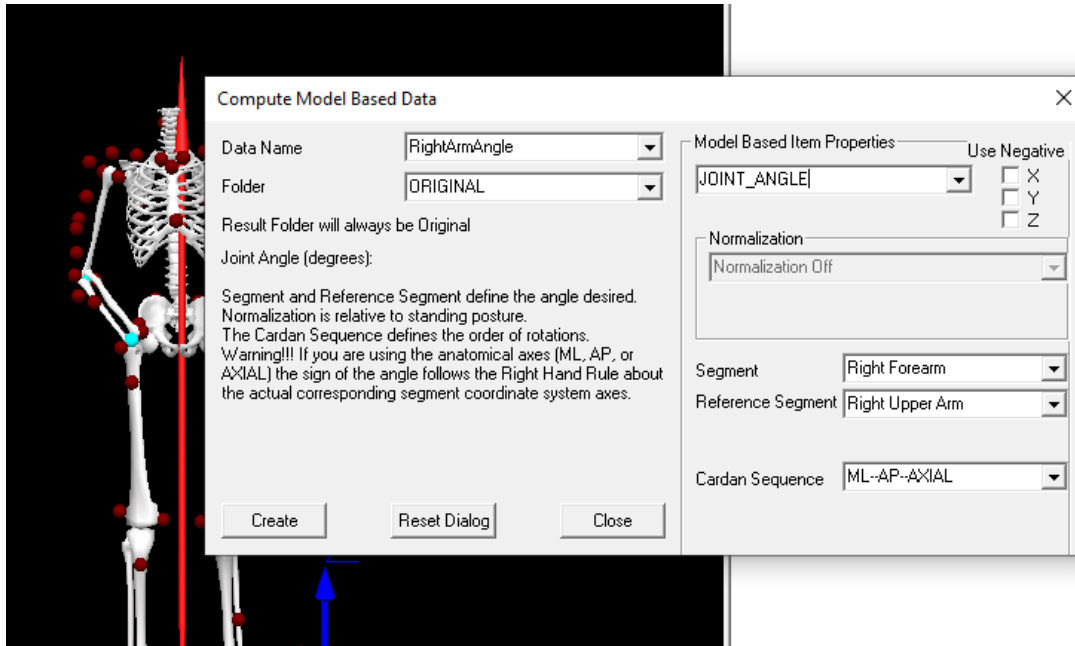 Compute Model Based Data
Data Name
RightArmAngle
Folder
ORIGINAL
Result Folder will always be Original
Joint Angle (degrees):
Segment and Reference Segment define the angle desired.
Normalization is relative to standing posture.
The Cardan Sequence defines the order of rotations.
Warning!!! If you are using the anatomical axes (ML, AP, or
AXIAL) the sign of the angle follows the Right Hand Rule about
the actual corresponding segment coordinate system axes.
Create
Reset Dialog
Close
Model Based Item Properties
Use Negative
JOINT_ANGLE
X
Y
Z
Normalization
Normalization Off
Segment
Right Forearm
Reference Segment
Right Upper Arm
Cardan Sequence
ML--AP--AXIAL